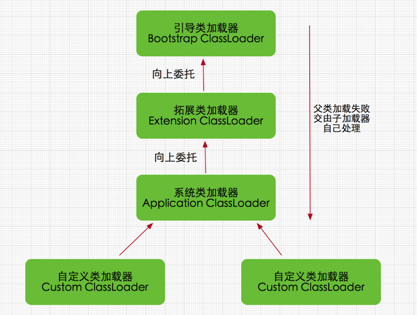 引导类加载器
Bootstrap ClassLoader
向上委托
拓展类加载器
Extension ClassLoader
向上委托
系统类加载器
Application ClassLoader
父类加载失败
交由子加载器
自己处理
自定义类加载器
Custom ClassLoader
自定义类加载器
Custom ClassLoader